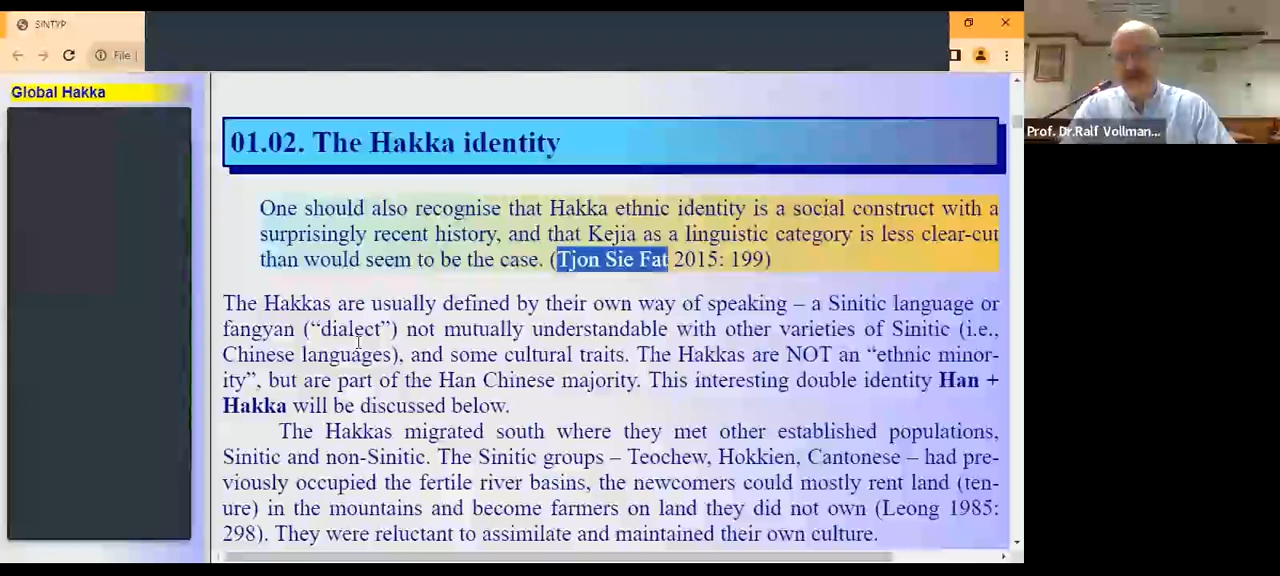 SINTYP
File
Global Hakka
01.02. The Hakka identity
One should also recognise that Hakka ethnic identity is a social construct with a
surprisingly recent history, and that Kejia as a linguistic category is less clear-cut
than would seem to be the case. (Tjon Sie Fat 2015: 199)
The Hakkas are usually defined by their own way of speaking – a Sinitic language or
fangyan (“dialect”) not mutually understandable with other varieties of Sinitic (i.e.,
Chinese languages), and some cultural traits. The Hakkas are NOT an “ethnic minor-
ity”, but are part of the Han Chinese majority. This interesting double identity Han +
Hakka will be discussed below.
The Hakkas migrated south where they met other established populations,
Sinitic and non-Sinitic. The Sinitic groups – Teochew, Hokkien, Cantonese – had pre-
viously occupied the fertile river basins, the newcomers could mostly rent land (ten-
ure) in the mountains and become farmers on land they did not own (Leong 1985:
298). They were reluctant to assimilate and maintained their own culture.
Prof. Dr.Ralf Vollman...